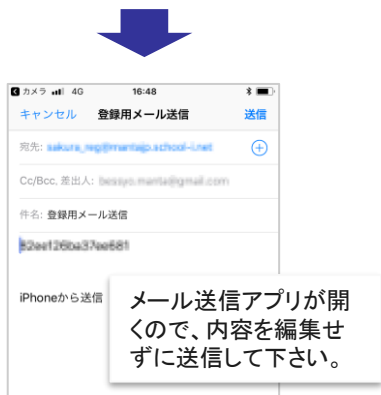 カメラ 4G 16:48
キャンセル 登録用メール送信 送信
宛先:
Cc/Bcc, 差出人:
件名: 登録用メール送信
iPhoneから送信
メール送信アプリが開
くので、内容を編集せ
ずに送信して下さい。